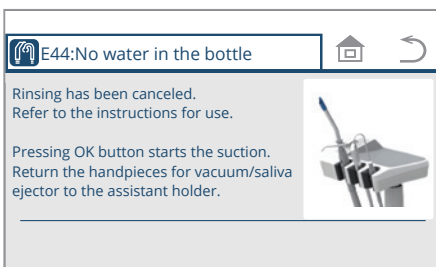 E44:No water in the bottle
Rinsing has been canceled.
Refer to the instructions for use.
Pressing OK button starts the suction.
Return the handpieces for vacuum/saliva
ejector to the assistant holder.